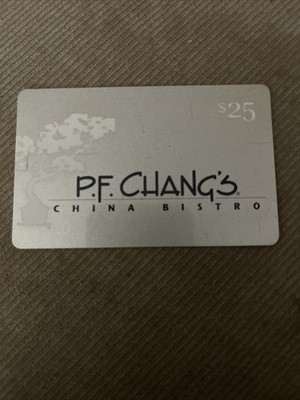 $25
P.F. CHANG'S
CHINA BISTRO